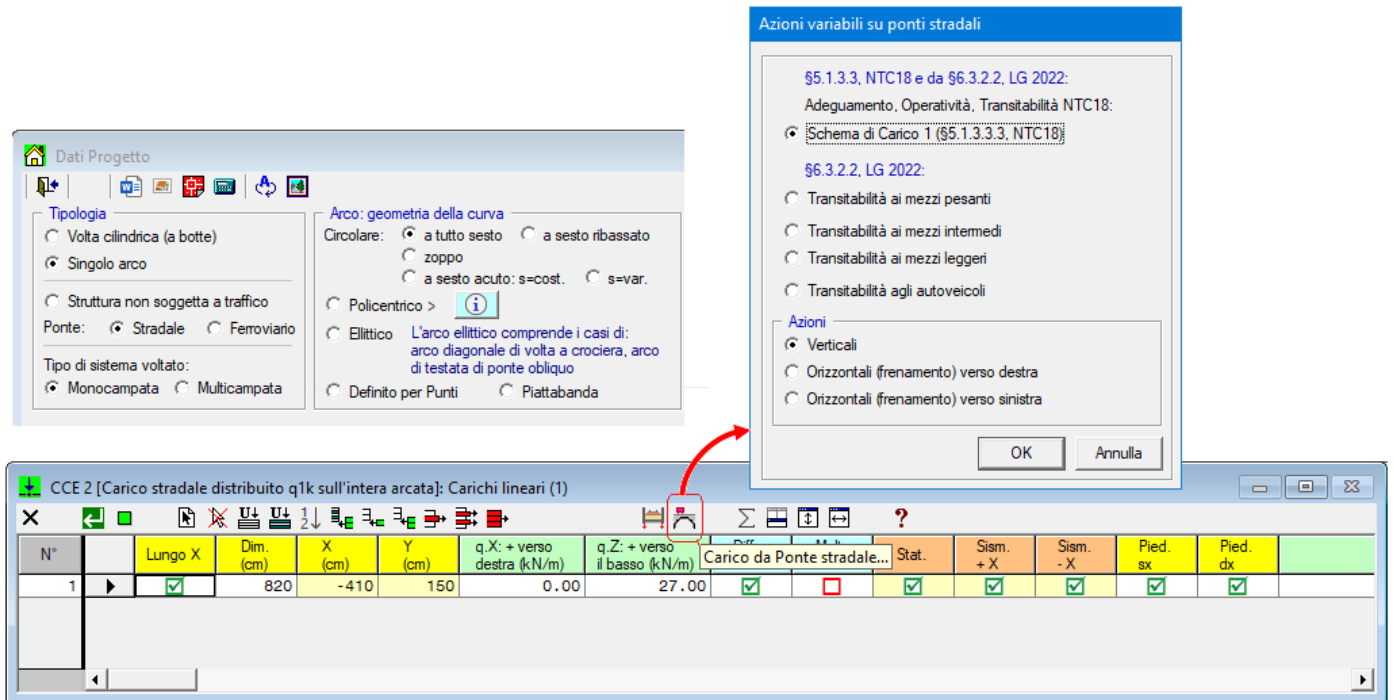 Azioni variabili su ponti stradali
§5.1.3.3, NTC18 e da §6.3.2.2, LG 2022:
Adeguamento, Operatività, Transitabilità NTC18:
Schema di Carico 1 (§5.1.3.3.3, NTC18)
§6.3.2.2, LG 2022:
Transitabilità ai mezzi pesanti
Transitabilità ai mezzi intermedi
Transitabilità ai mezzi leggeri
Transitabilità agli autoveicoli
Azioni
Verticali
Orizzontali (frenamento) verso destra
Orizzontali (frenamento) verso sinistra
OK Annulla
Dati Progetto
Tipologia
Volta cilindrica (a botte)
Singolo arco
Struttura non soggetta a traffico
Ponte: Stradale Ferroviario
Tipo di sistema voltato:
Monocampata Multicampata
Arco: geometria della curva
Circolare: a tutto sesto a sesto ribassato
zoppo
a sesto acuto: s=cost. s=var.
Policentrico >
Ellittico L'arco ellittico comprende i casi di:
arco diagonale di volta a crociera, arco
di testata di ponte obliquo
Definito per Punti Piattabanda
CCE 2 [Carico stradale distribuito q1k sull'intera arcata]: Carichi lineari (1)
N° Lungo X Dim. (cm) X (cm) Y (cm) q.X: + verso destra (kN/m) q.Z: + verso il basso (kN/m) Stat. Sism. + X Sism. - X Pied. sx Pied. dx
Carico da Ponte stradale...
1 820 -410 150 0.00 27.00